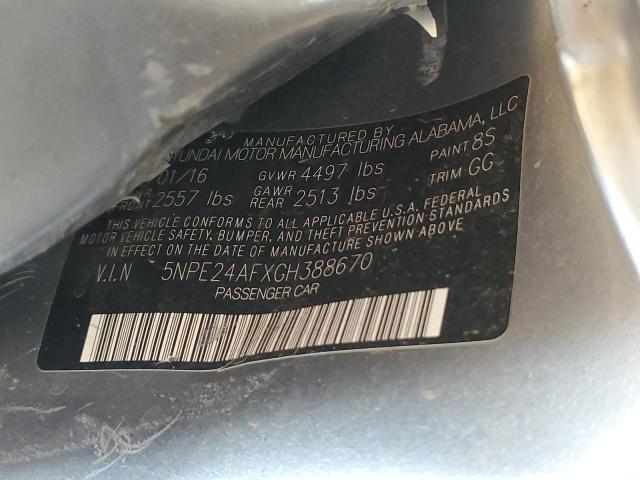 MANUFACTURED BY
HYUNDAI MOTOR MANUFACTURING ALABAMA, LLC
01/16 GVWR 4497 lbs PAINT 8S
2557 lbs GAWR REAR 2513 lbs TRIM GG
THIS VEHICLE CONFORMS TO ALL APPLICABLE U.S.A. FEDERAL
MOTOR VEHICLE SAFETY, BUMPER, AND THEFT PREVENTION STANDARDS
IN EFFECT ON THE DATE OF MANUFACTURE SHOWN ABOVE.
V.I.N 5NPE24AFXGH388670
PASSENGER CAR